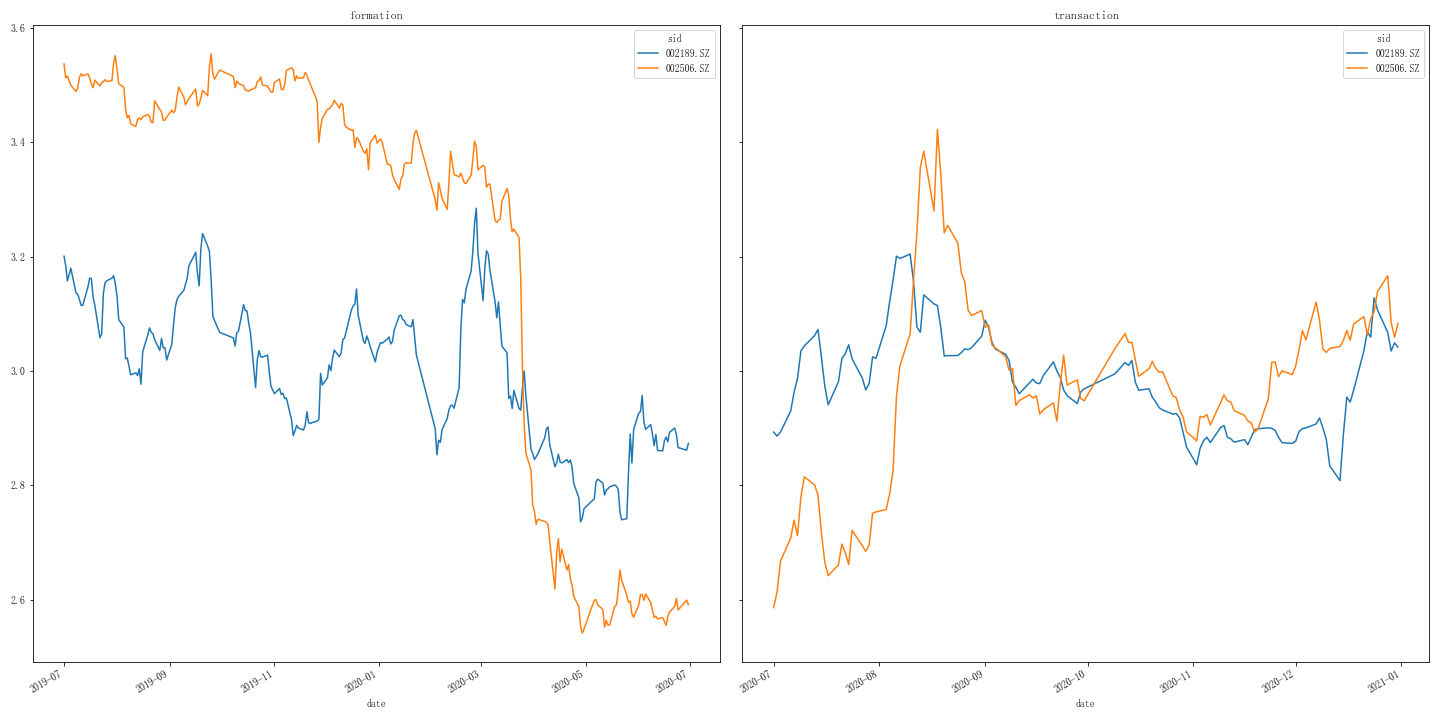 formation
transaction
3.6
3.4
3.2
3.0
2.8
2.6
sid
002189.SZ
002506.SZ
sid
002189.SZ
002506.SZ
2019-07
2019-09
2019-11
2020-01
2020-03
2020-05
2020-07
2020-07
2020-08
2020-09
2020-10
2020-11
2020-12
2021-01
date
date